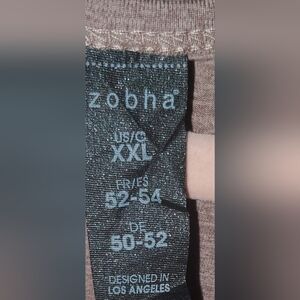 zobha®
US/C
XXL
FR/ES
52-54
DE
50-52
DESIGNED IN
LOS ANGELES